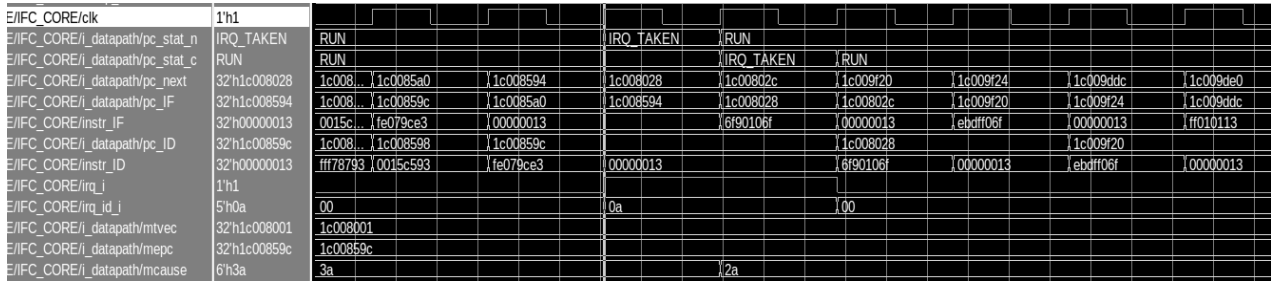 E/IFC_CORE/clk 1'h1
E/IFC_CORE/i_datapath/pc_stat_n IRQ_TAKEN RUN IRQ_TAKEN RUN
E/IFC_CORE/i_datapath/pc_stat_c RUN RUN IRQ_TAKEN RUN
E/IFC_CORE/i_datapath/pc_next 32'h1c008028 1c008... 1c0085a0 1c008594 1c008028 1c00802c 1c009f20 1c009f24 1c009ddc 1c009de0
E/IFC_CORE/i_datapath/pc_IF 32'h1c008594 1c008... 1c00859c 1c0085a0 1c008594 1c008028 1c00802c 1c009f20 1c009f24 1c009ddc
E/IFC_CORE/instr_IF 32'h00000013 0015c... fe079ce3 00000013 6f90106f 00000013 ebdff06f 00000013 ff010113
E/IFC_CORE/i_datapath/pc_ID 32'h1c00859c 1c008... 1c008598 1c00859c 1c008028 1c009f20
E/IFC_CORE/instr_ID 32'h00000013 fff78793 0015c593 fe079ce3 00000013 6f90106f 00000013 ebdff06f 00000013
E/IFC_CORE/irq_i 1'h1
E/IFC_CORE/irq_id_i 5'h0a 00 0a 00
E/IFC_CORE/i_datapath/mtvec 32'h1c008001 1c008001
E/IFC_CORE/i_datapath/mepc 32'h1c00859c 1c00859c
E/IFC_CORE/i_datapath/mcause 6'h3a 3a 2a